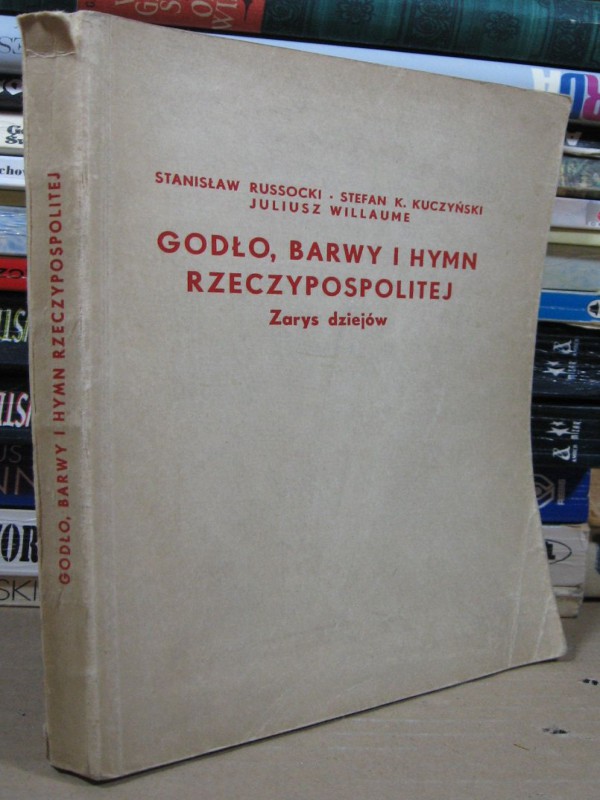 STANISŁAW RUSSOCKI · STEFAN K. KUCZYŃSKI
JULIUSZ WILLAUME
GODŁO, BARWY I HYMN
RZECZYPOSPOLITEJ
Zarys dziejów
GODŁO, BARWY I HYMN RZECZYPOSPOLITEJ